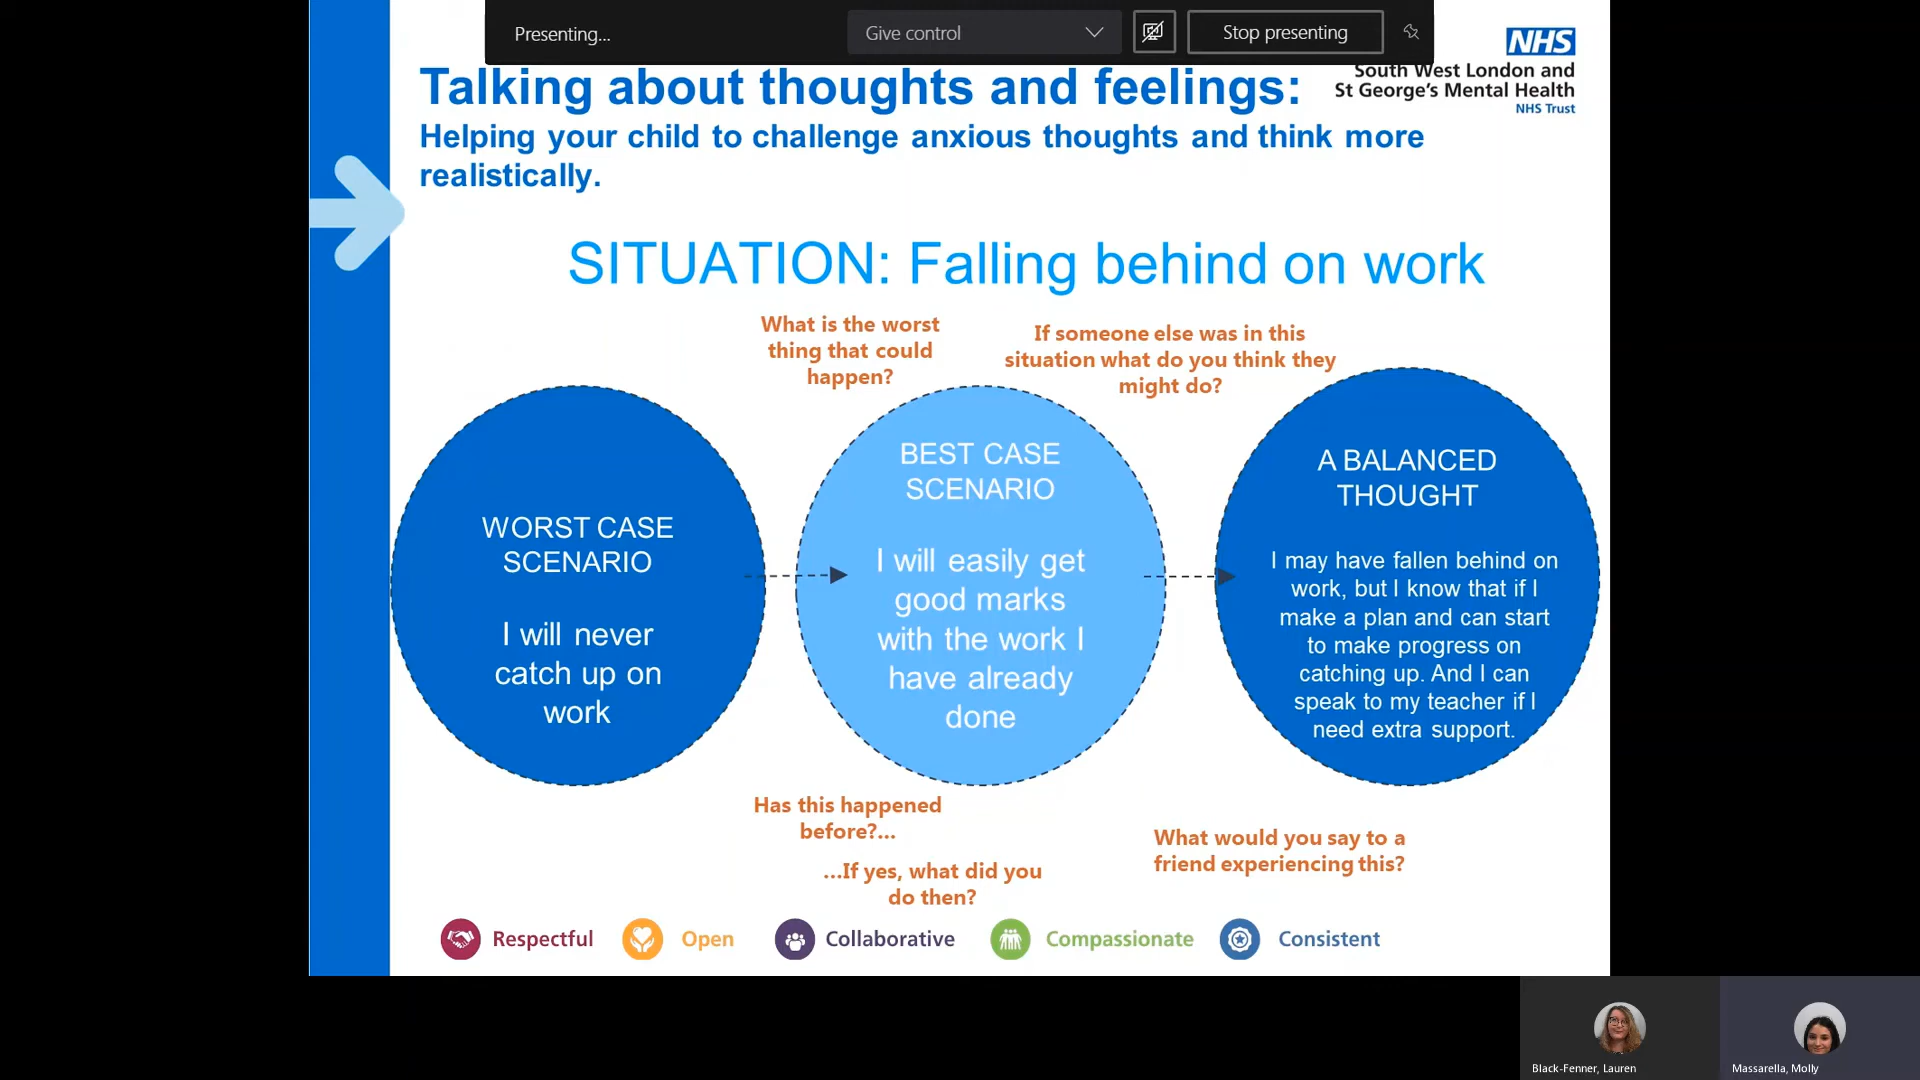 Presenting...
Give control
Stop presenting
NHS
South West London and
St George's Mental Health
NHS Trust
Talking about thoughts and feelings:
Helping your child to challenge anxious thoughts and think more
realistically.
SITUATION: Falling behind on work
What is the worst
thing that could
happen?
If someone else was in this
situation what do you think they
might do?
WORST CASE
SCENARIO
I will never
catch up on
work
BEST CASE
SCENARIO
I will easily get
good marks
with the work I
have already
done
A BALANCED
THOUGHT
I may have fallen behind on
work, but I know that if I
make a plan and can start
to make progress on
catching up. And I can
speak to my teacher if I
need extra support.
Has this happened
before?...
...If yes, what did you
do then?
What would you say to a
friend experiencing this?
Respectful
Open
Collaborative
Compassionate
Consistent
Black-Fenner, Lauren
Massarella, Molly